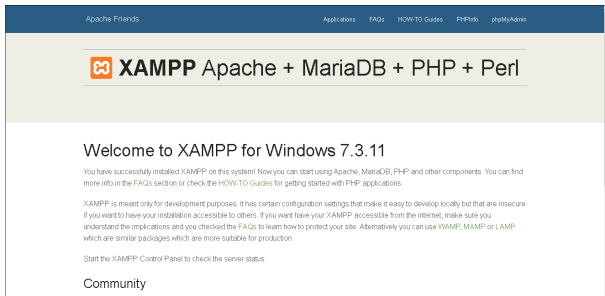 Apache Friends Applications FAQs HOW-TO Guides PHPInfo phpMyAdmin
XAMPP Apache + MariaDB + PHP + Perl
Welcome to XAMPP for Windows 7.3.11
You have successfully installed XAMPP on this system! Now you can start using Apache, MariaDB, PHP and other components. You can
find more info in the FAQs section or check the HOW-TO Guides for getting started with PHP applications.
XAMPP is meant only for development purposes. It has certain configuration settings that make it easy to develop locally but that are insecure
if you want to have your installation accessible to others. If you want have your XAMPP accessible from the internet, make sure you
understand the implications and you checked the FAQs to learn how to protect your site. Alternatively you can use WAMP, MAMP or LAMP
which are similar packages which are more suitable for production.
Start the XAMPP Control Panel to check the server status.
Community